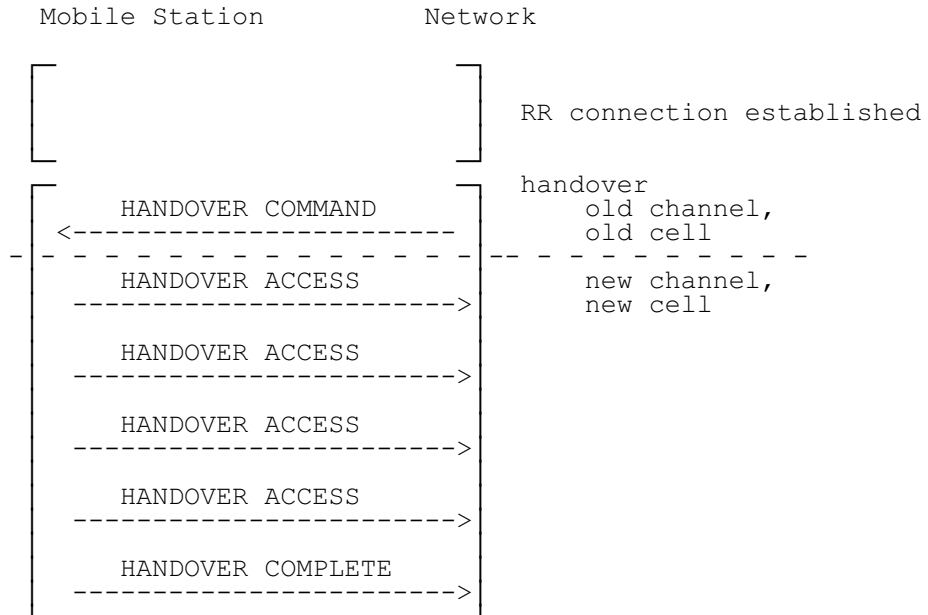 Mobile Station Network
RR connection established
handover
HANDOVER COMMAND old channel,
old cell
HANDOVER ACCESS new channel,
new cell
HANDOVER ACCESS
HANDOVER ACCESS
HANDOVER ACCESS
HANDOVER COMPLETE